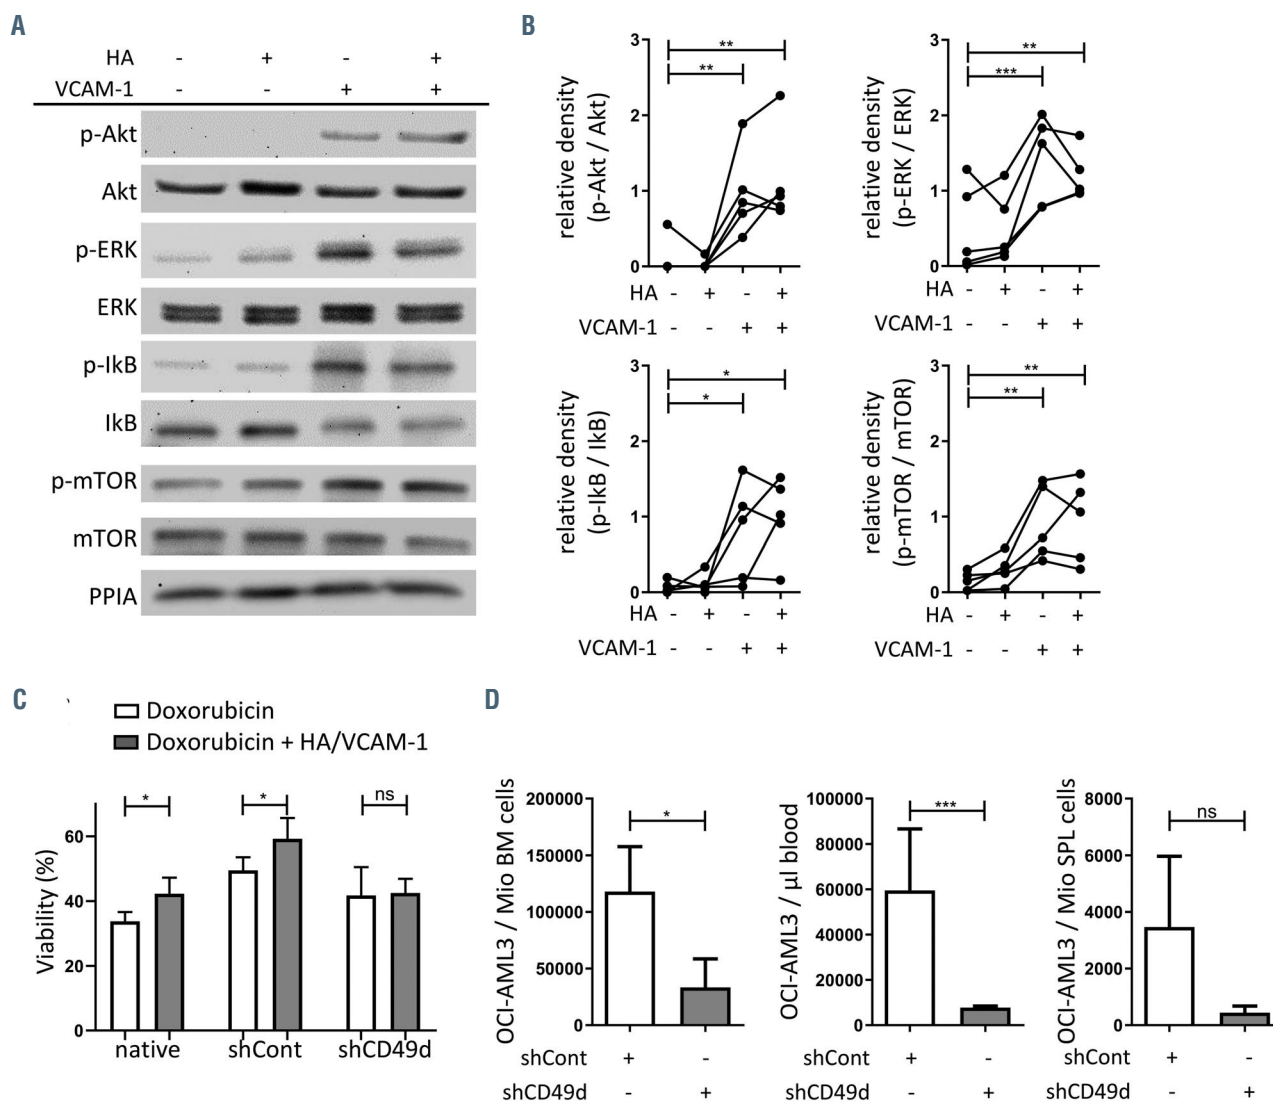 A
HA - + - +
VCAM-1 - - + +
p-Akt
Akt
p-ERK
ERK
p-IkB
IkB
p-mTOR
mTOR
PPIA
B
relative density
(p-Akt / Akt)
3
2
1
0
**
**
HA - + - +
VCAM-1 - - + +
relative density
(p-ERK / ERK)
3
2
1
0
**
***
HA - + - +
VCAM-1 - - + +
relative density
(p-IkB / IkB)
3
2
1
0
*
*
HA - + - +
VCAM-1 - - + +
relative density
(p-mTOR / mTOR)
3
2
1
0
**
**
HA - + - +
VCAM-1 - - + +
C
Doxorubicin
Doxorubicin + HA/VCAM-1
Viability (%)
60
40
20
0
* * ns
native shCont shCD49d
D
OCI-AML3 / Mio BM cells
200000
150000
100000
50000
0
*
shCont + -
shCD49d - +
OCI-AML3 / µl blood
100000
80000
60000
40000
20000
0
***
shCont + -
shCD49d - +
OCI-AML3 / Mio SPL cells
8000
6000
4000
2000
0
ns
shCont + -
shCD49d - +